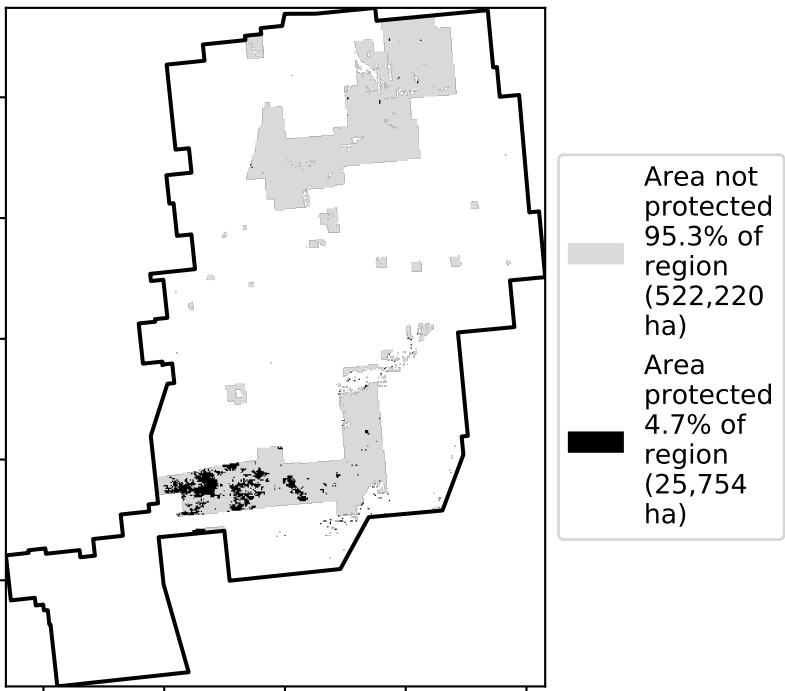 Area not
protected
95.3% of
region
(522,220
ha)
Area
protected
4.7% of
region
(25,754
ha)